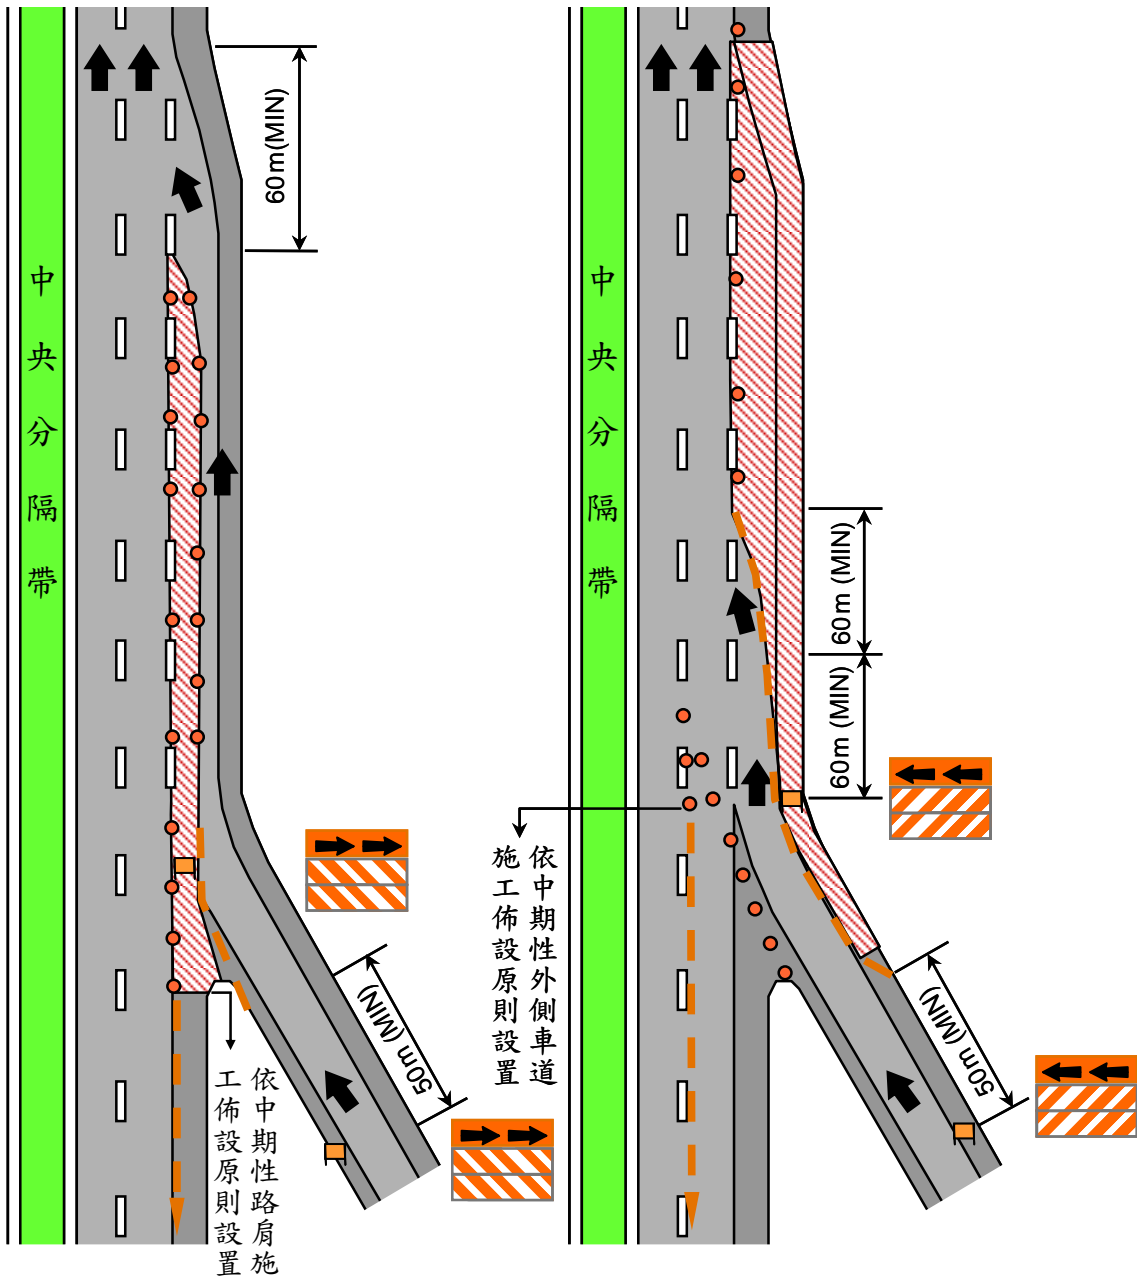 中央分隔帶
60m(MIN)
50m (MIN)
依中期性路肩施
工佈設原則設置
中央分隔帶
60m (MIN)
60m (MIN)
依中期性外側車道
施工佈設原則設置
50m (MIN)